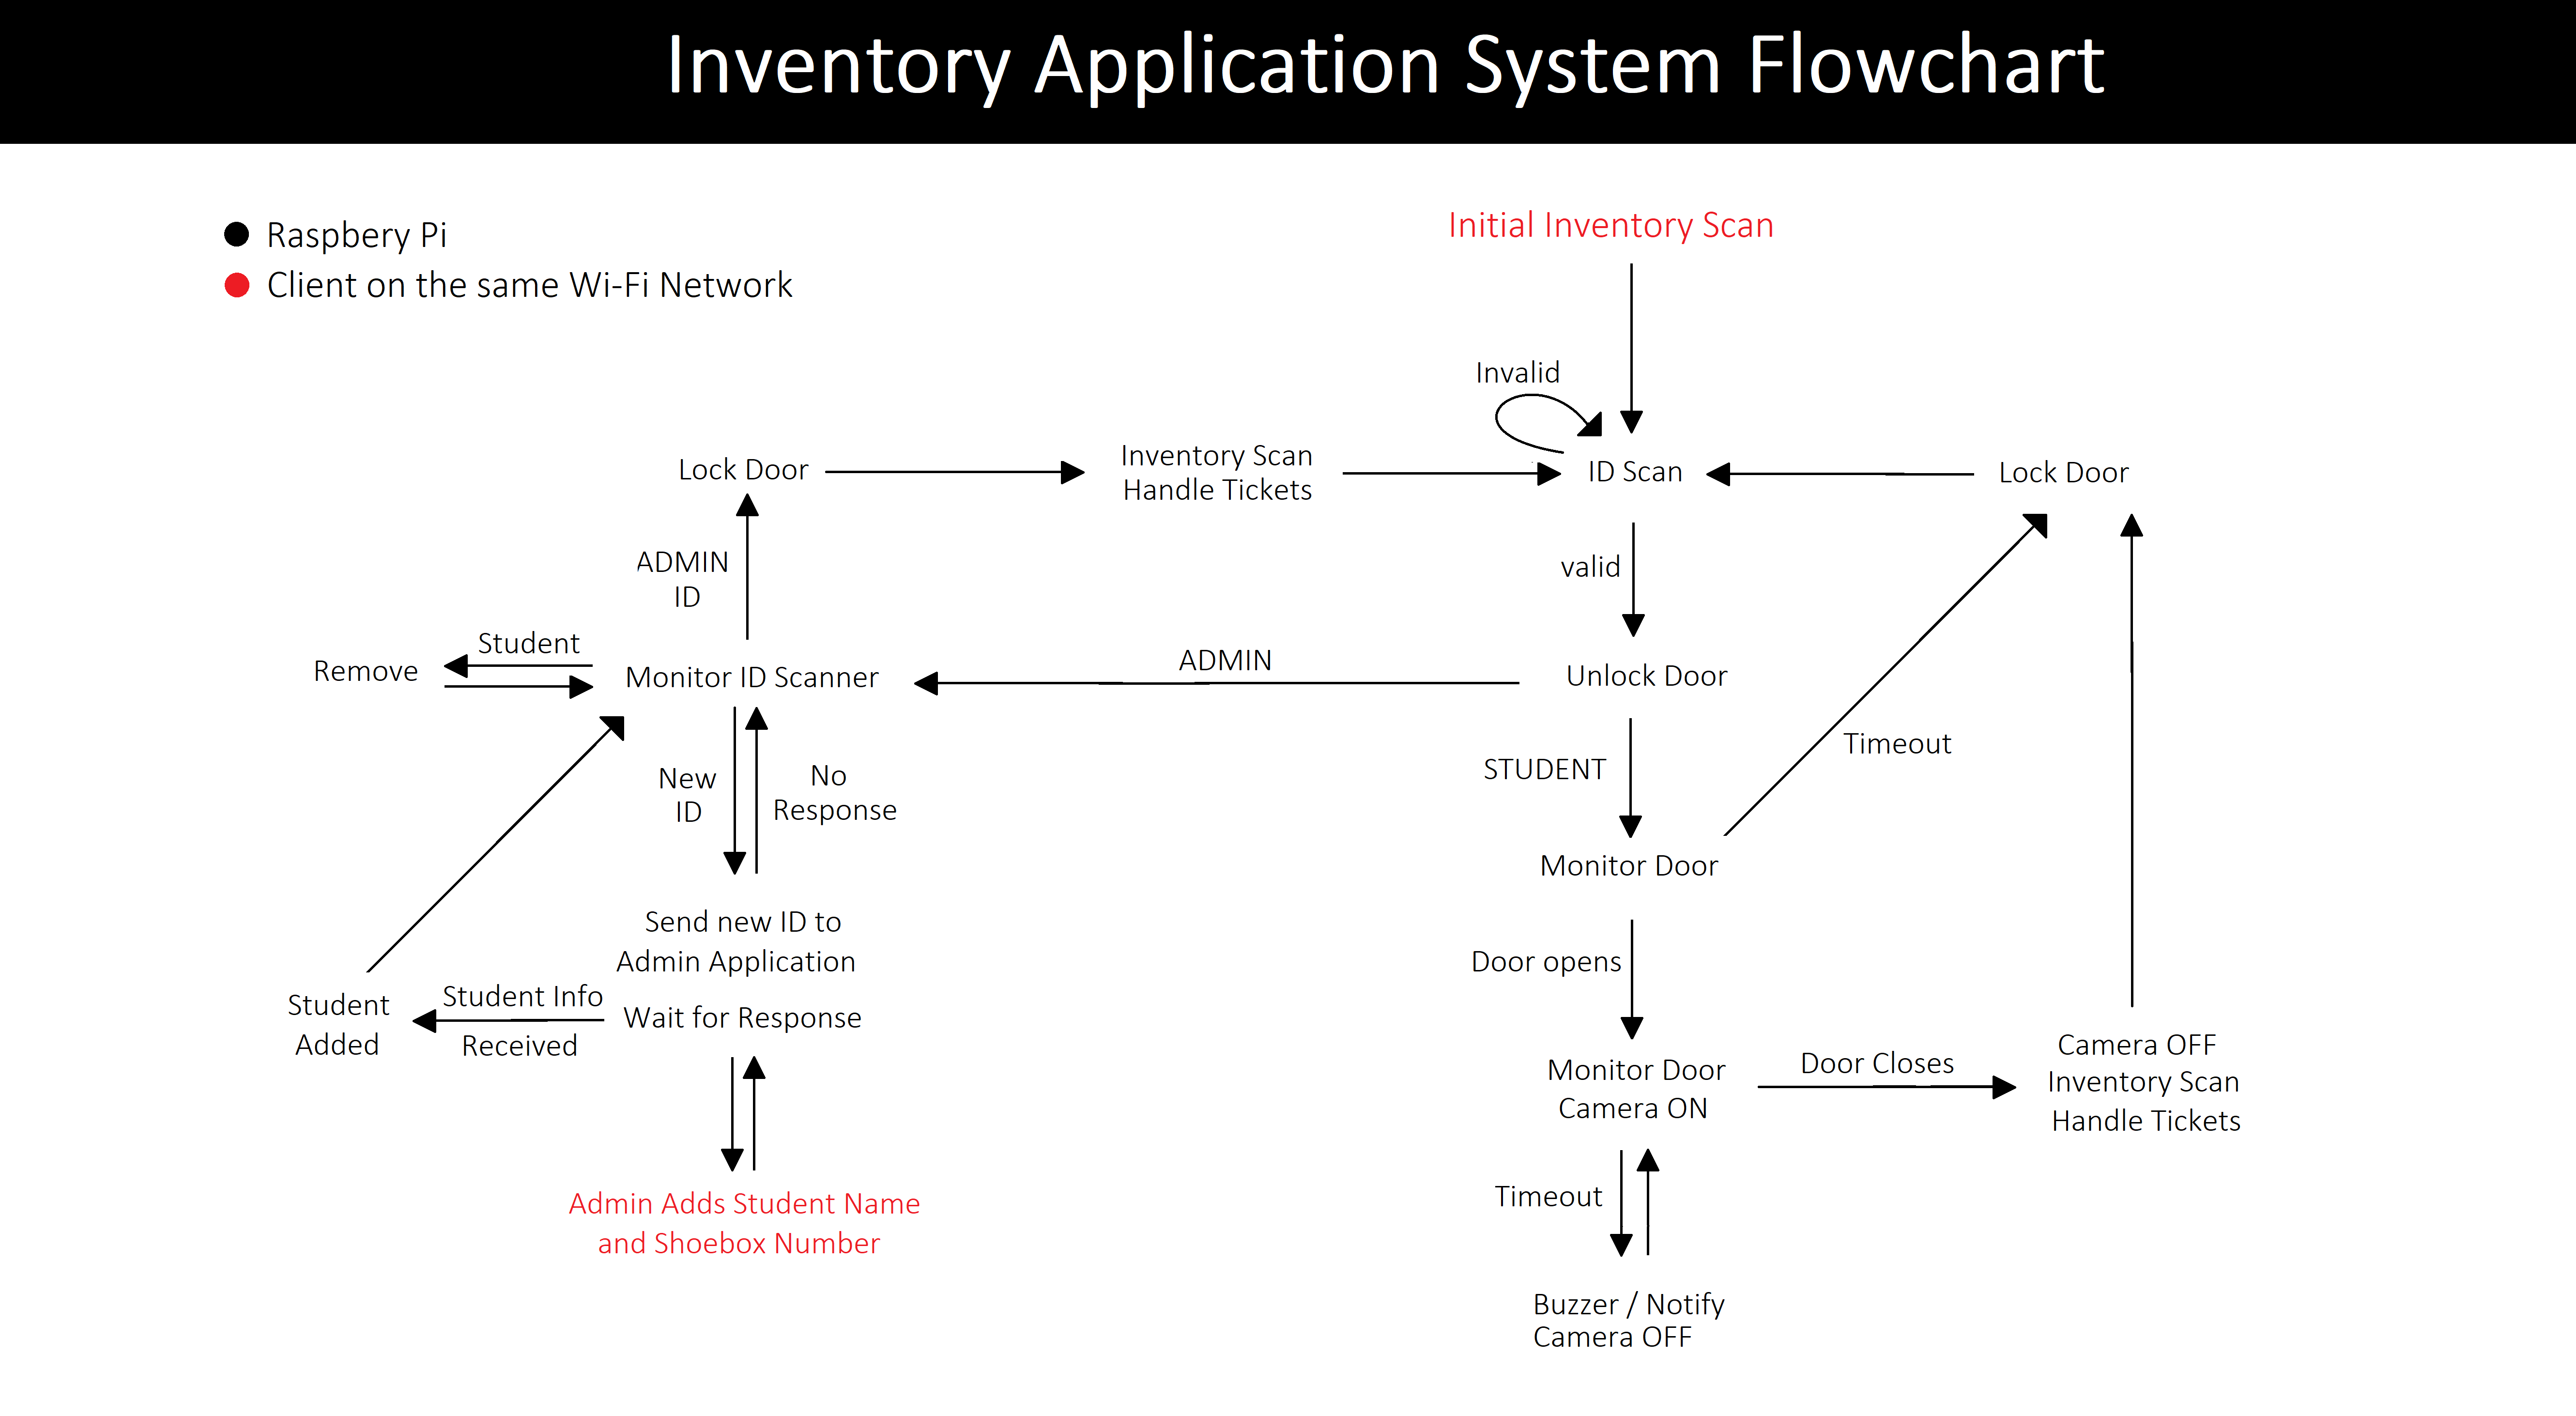 Inventory Application System Flowchart
Raspbery Pi
Client on the same Wi-Fi Network
Initial Inventory Scan
Invalid
Lock Door
Inventory Scan
Handle Tickets
ID Scan
Lock Door
ADMIN
ID
valid
Student
Remove
Monitor ID Scanner
ADMIN
Unlock Door
New
ID
No
Response
STUDENT
Timeout
Monitor Door
Send new ID to
Admin Application
Wait for Response
Door opens
Student
Added
Student Info
Received
Monitor Door
Camera ON
Door Closes
Camera OFF
Inventory Scan
Handle Tickets
Admin Adds Student Name
and Shoebox Number
Timeout
Buzzer / Notify
Camera OFF